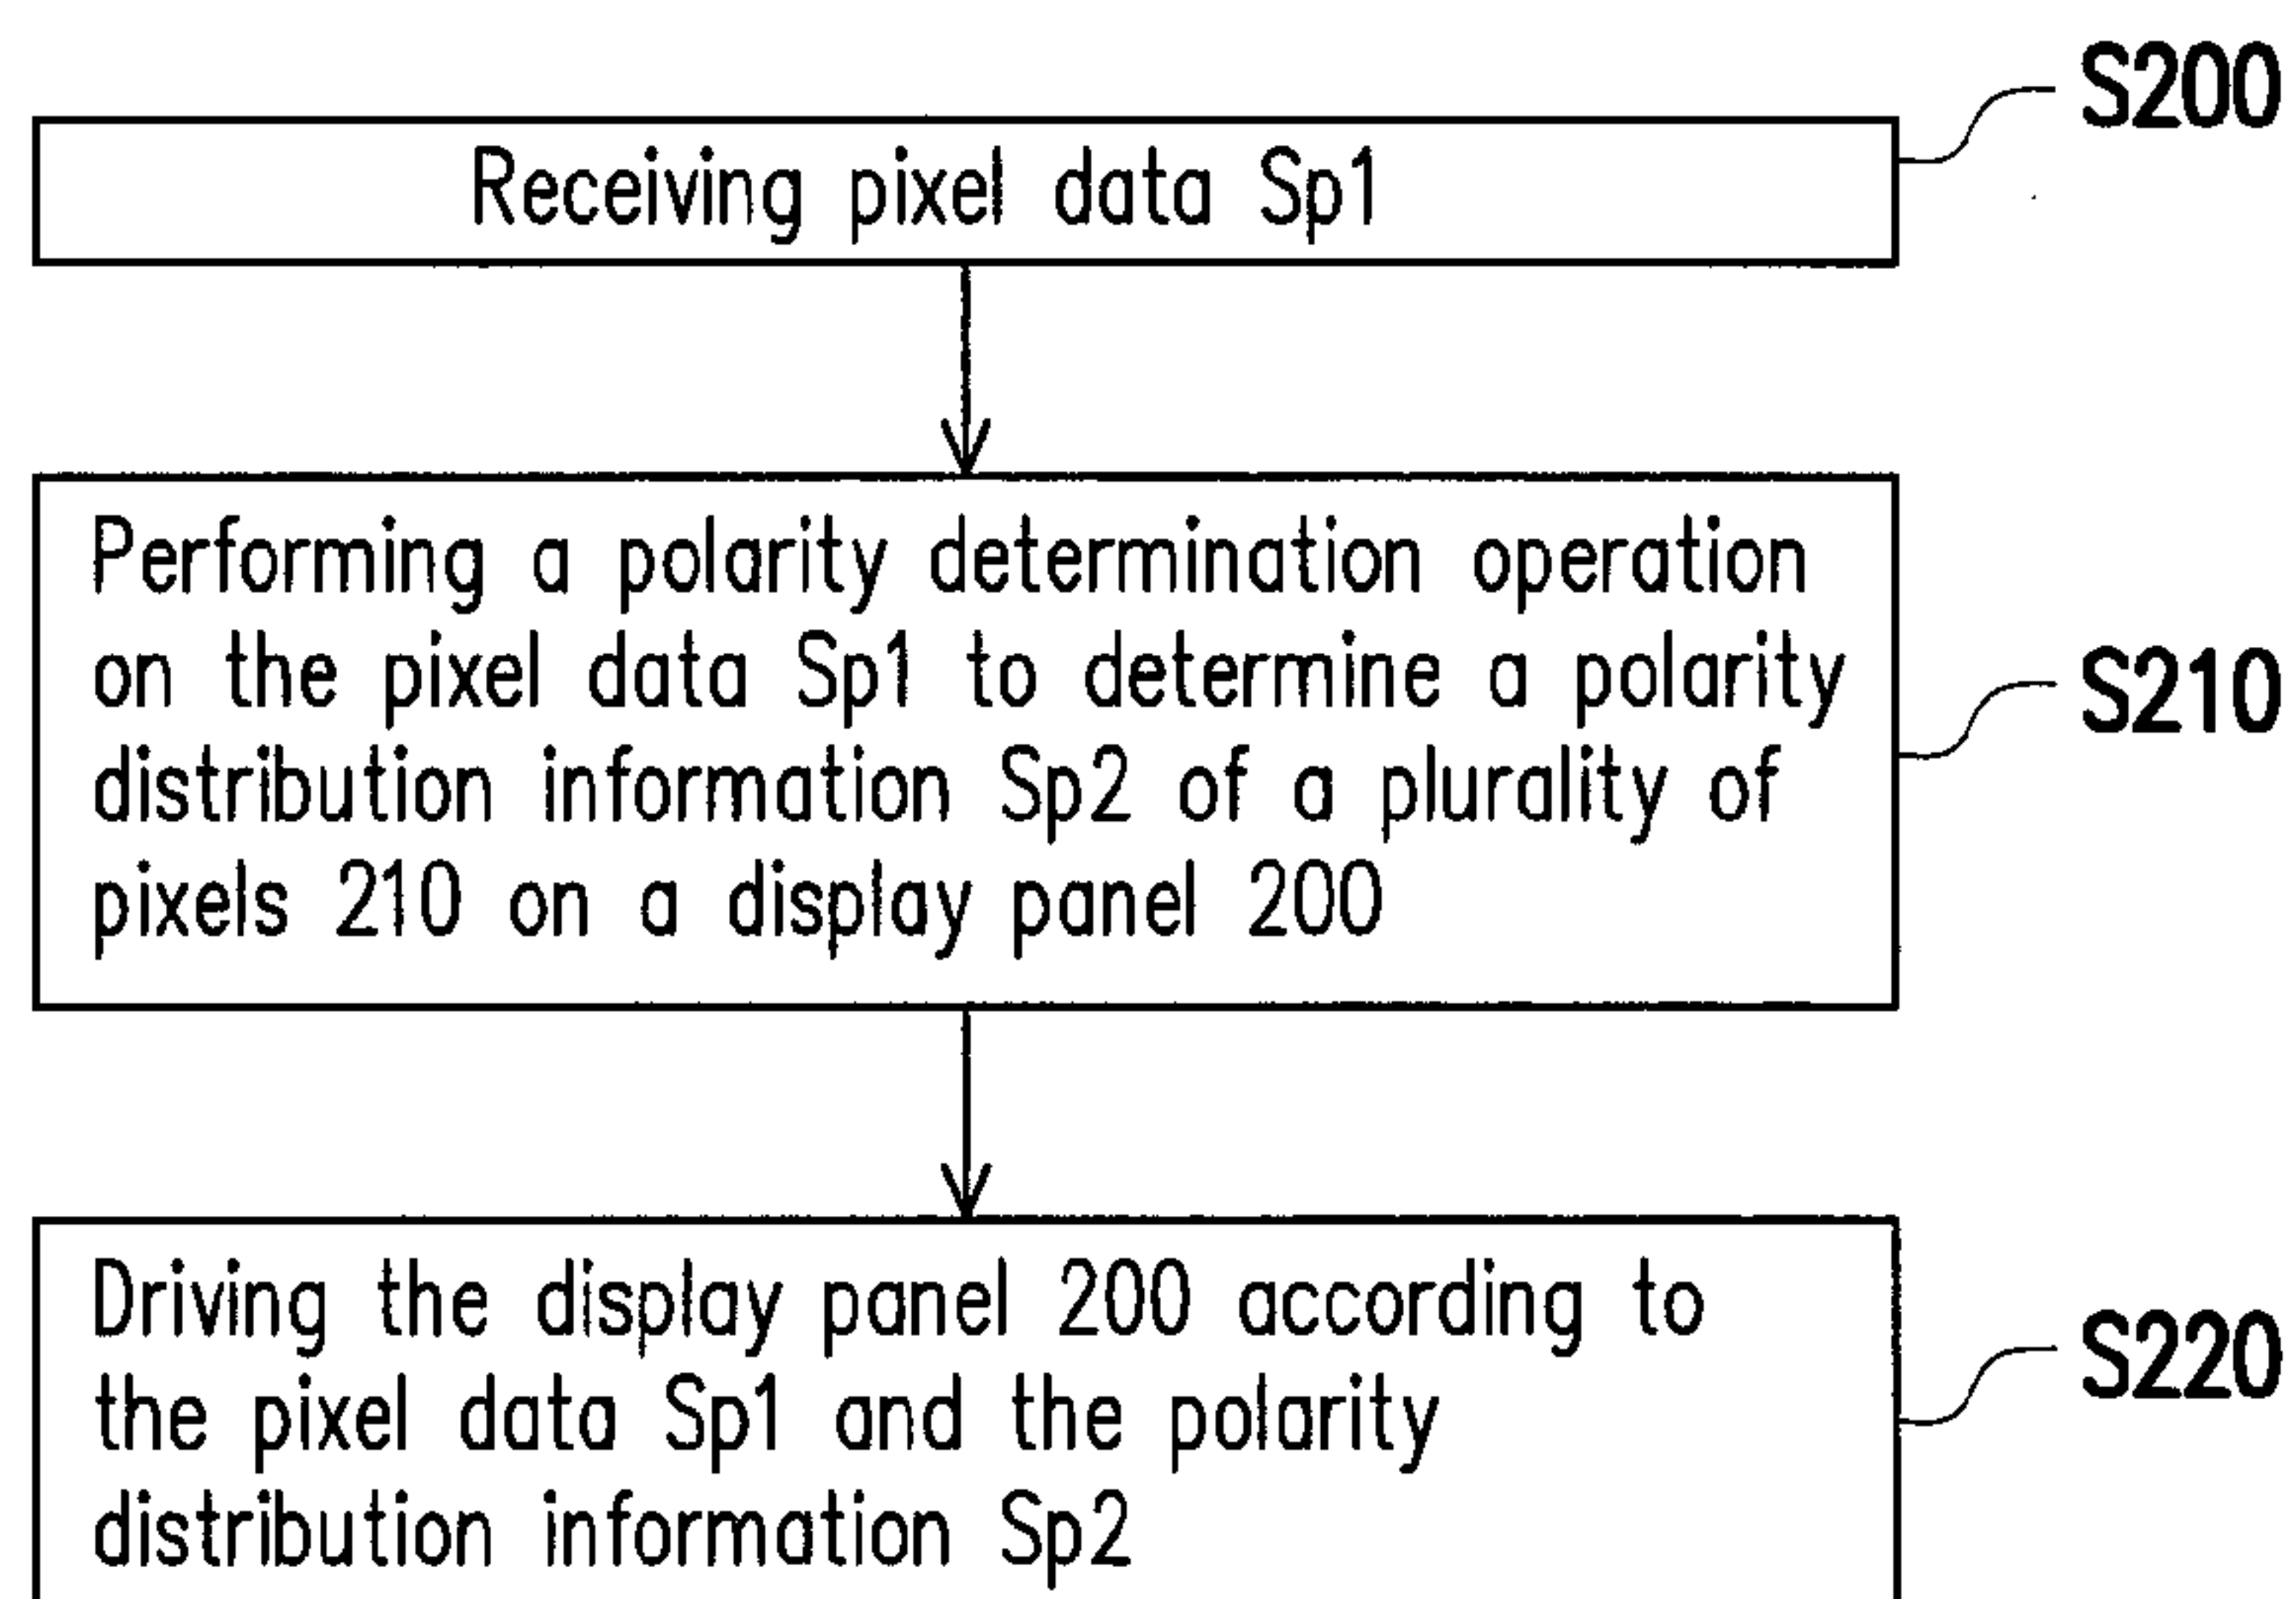 S200
Receiving pixel data Sp1
Performing a polarity determination operation
on the pixel data Sp1 to determine a polarity
distribution information Sp2 of a plurality of
pixels 210 on a display panel 200
S210
Driving the display panel 200 according to
the pixel data Sp1 and the polarity
distribution information Sp2
S220